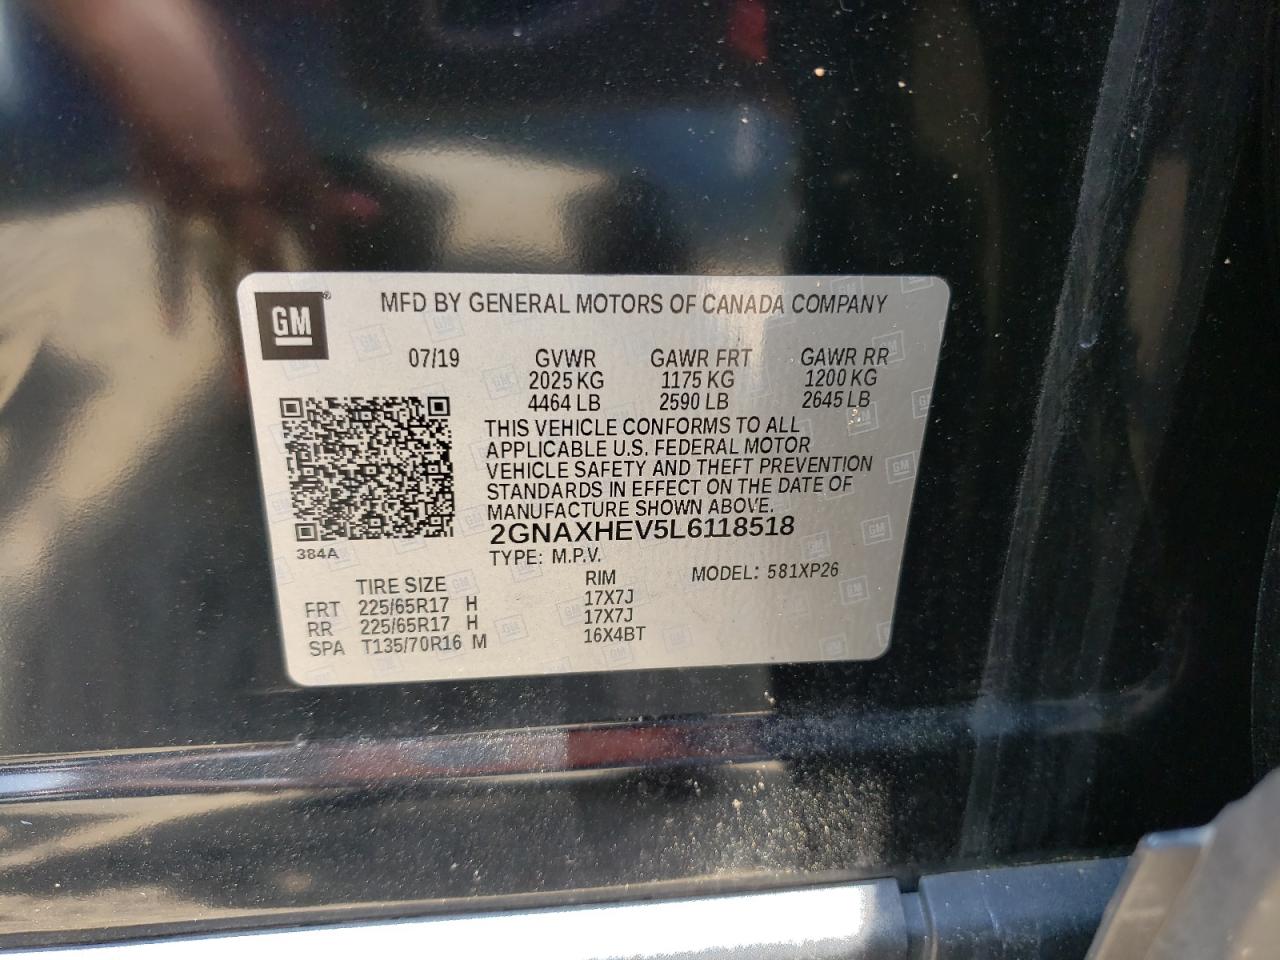 GM ®
MFD BY GENERAL MOTORS OF CANADA COMPANY
07/19 GVWR GAWR FRT GAWR RR
2025 KG 1175 KG 1200 KG
4464 LB 2590 LB 2645 LB
THIS VEHICLE CONFORMS TO ALL
APPLICABLE U.S. FEDERAL MOTOR
VEHICLE SAFETY AND THEFT PREVENTION
STANDARDS IN EFFECT ON THE DATE OF
MANUFACTURE SHOWN ABOVE.
2GNAXHEV5L6118518
384A
TYPE: M.P.V.
TIRE SIZE RIM MODEL: 581XP26
FRT 225/65R17 H 17X7J
RR 225/65R17 H 17X7J
SPA T135/70R16 M 16X4BT